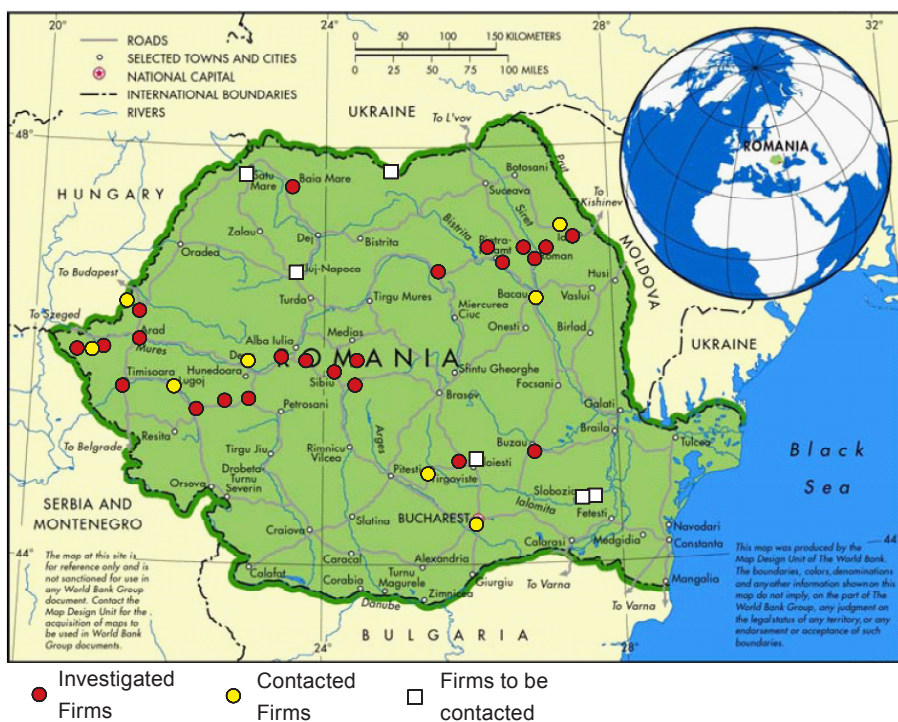 20°
24°
28°
32°
ROADS
SELECTED TOWNS AND CITIES
NATIONAL CAPITAL
INTERNATIONAL BOUNDARIES
RIVERS
0 50 100 150 KILOMETERS
0 25 50 75 100 MILES
UKRAINE
To L'vov
48°
HUNGARY
Satu
Mare
Baia Mare
Botosani
Suceava
Prut
To
Kishinev
ROMANIA
Siret
Bistrita
Zalau
Dej
Bistrita
Oradea
Roman
MOLDOVA
Husi
To Budapest
Turda
Tirgu Mures
Bacau
Vaslui
Miercurea
Ciuc
To Szeged
Arad
Mures
Alba Iulia
Medias
Onesti
Birlad
UKRAINE
ROMANIA
Timisoara
Lugoj
Hunedoara
Sibiu
Sfintu Gheorghe
Focsani
Brasov
Petrosani
Galati
Resita
Braila
Tulcea
To Belgrade
Tirgu Jiu
Rimnicu
Vilcea
Arges
Buzau
Black
Sea
Orsova
Drobeta-
Turnu
Severin
Pitesti
Tirgoviste
Slobozia
Ialomita
Fetesti
SERBIA AND
MONTENEGRO
Craiova
Slatina
BUCHAREST
Navodari
Constanta
Medgidia
Calarasi
44°
44°
Caracal
Alexandria
Calafat
Corabia
Turnu
Magurele
Giurgiu
To Varna
Mangalia
Zimnicea
Danube
To Varna
BULGARIA
24°
28°
The map at this site is
for reference only and is
not sanctioned for use in
any World Bank Group
document. Contact the
Map Design Unit for the
acquisition of maps to
be used in World Bank
Group documents.
This map was produced by the
Map Design Unit of The World Bank.
The boundaries, colors, denominations
and any other information shown on this
map do not imply, on the part of The
World Bank Group, any judgment on
the legal status of any territory, or any
endorsement or acceptance of such
boundaries.
Investigated
Firms
Contacted
Firms
Firms to be
contacted